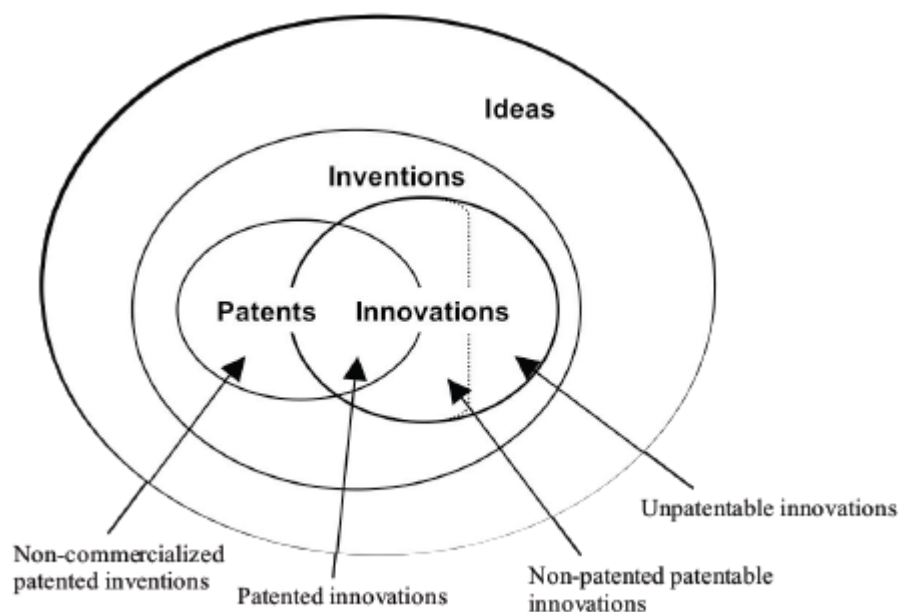 Ideas
Inventions
Patents
Innovations
Unpatentable innovations
Non-commercialized
patented inventions
Patented innovations
Non-patented patentable
innovations